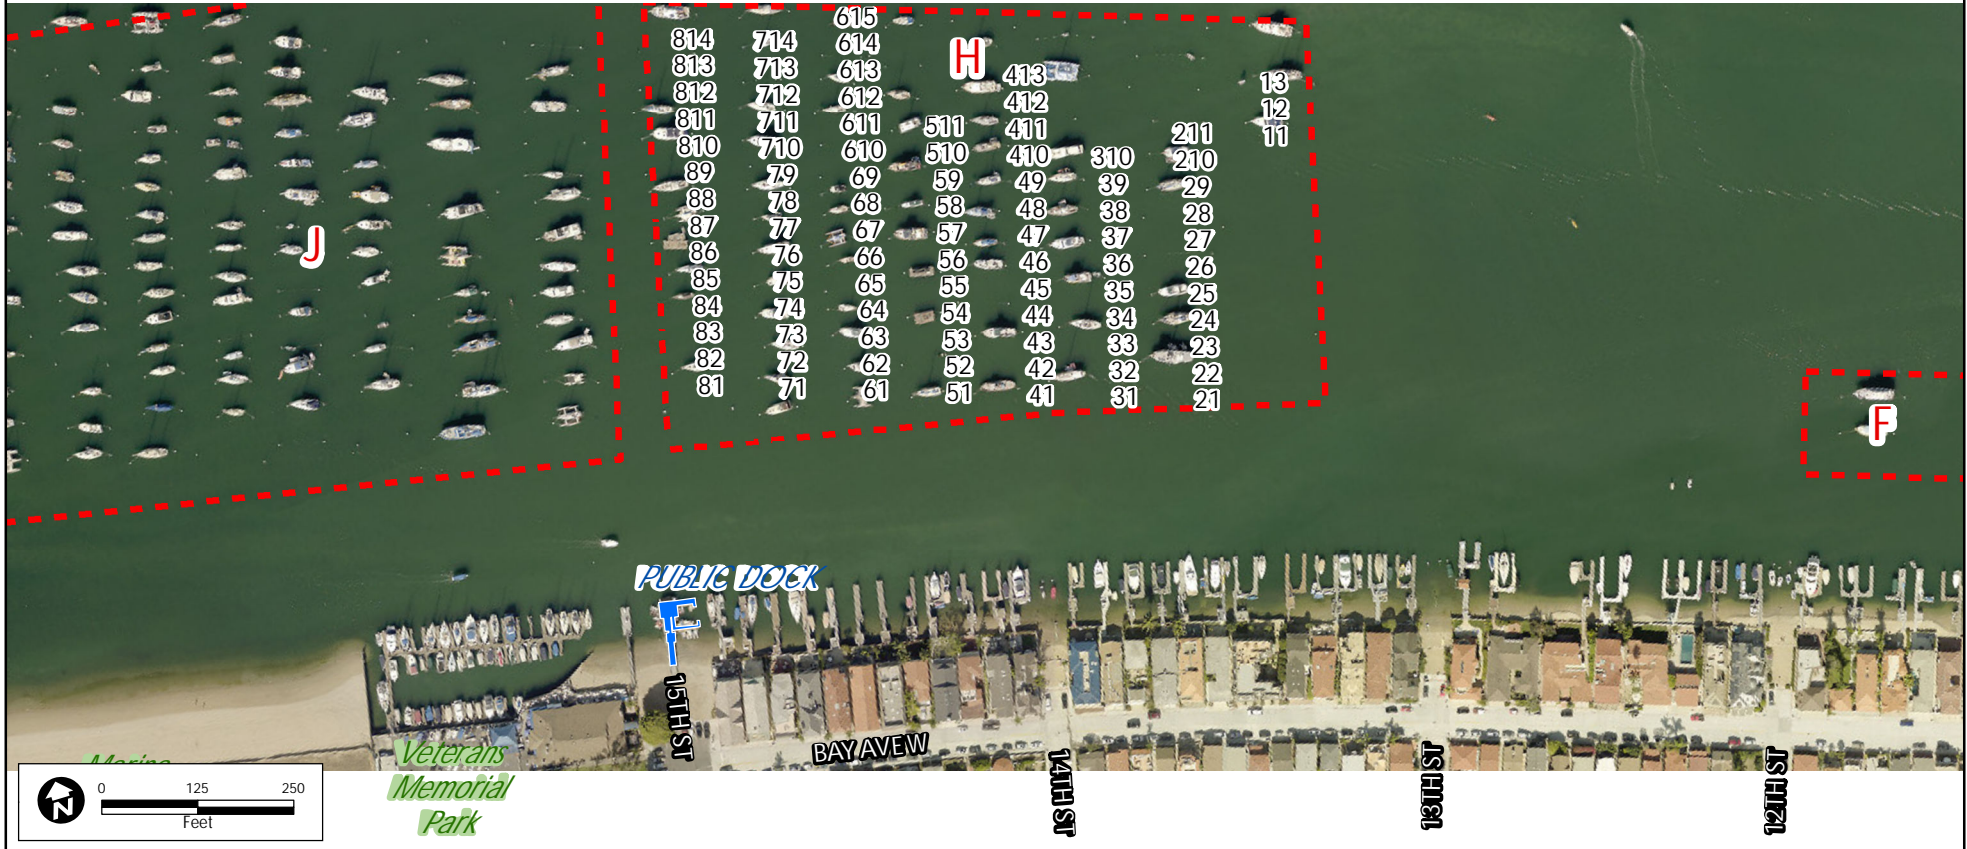 615
814 714 614
H
813 713 613 413
13
812 712 612 412
12
811 711 611 511 411 211 11
810 710 610 510 410 310 210
89 79 69 59 49 39 29
88 78 68 58 48 38 28
87 77 67 57 47 37 27
J
86 76 66 56 46 36 26
85 75 65 55 45 35 25
84 74 64 54 44 34 24
83 73 63 53 43 33 23
82 72 62 52 42 32 22
81 71 61 51 41 31 21
F
PUBLIC DOCK
15TH ST
BAY AVE W
14TH ST
13TH ST
12TH ST
Marine
Veterans
Memorial
Park
N
0 125 250
Feet